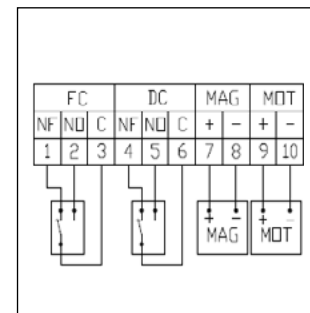 FC DC MAG MOT
NF NO C NF NO C + − + −
1 2 3 4 5 6 7 8 9 10
+ − + −
MAG MOT